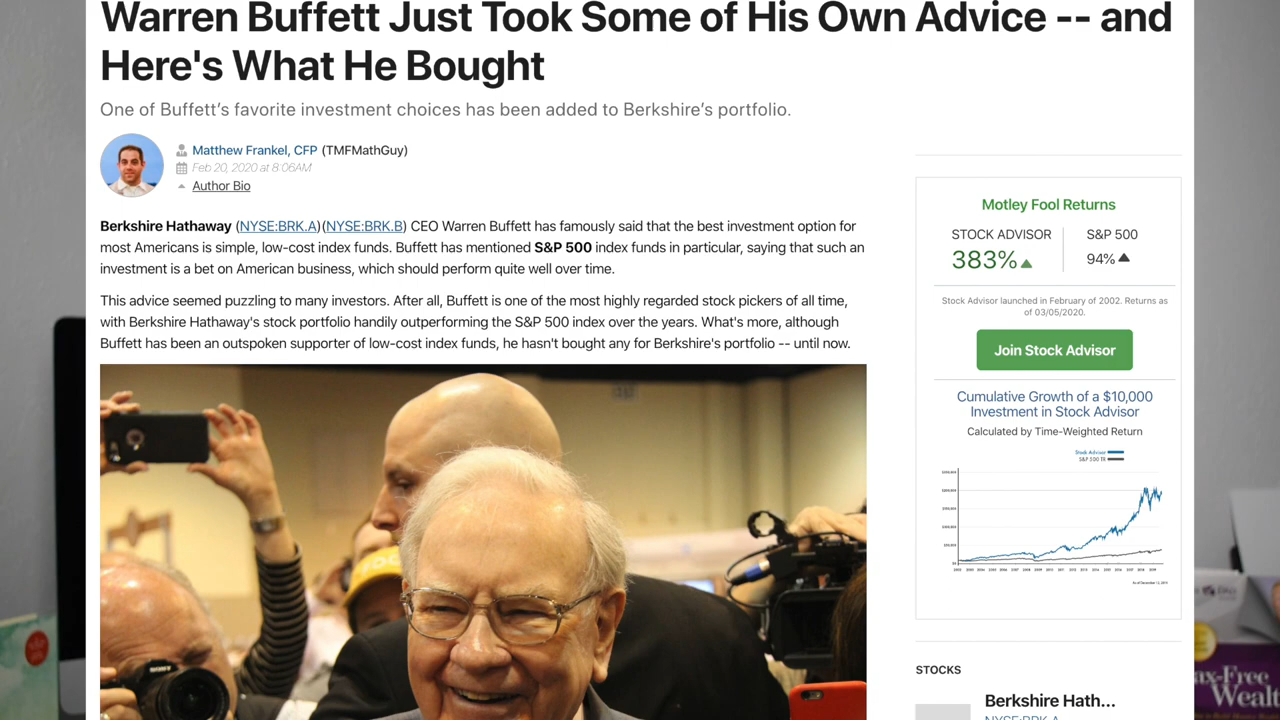 Warren Buffett Just Took Some of His Own Advice -- and
Here's What He Bought
One of Buffett's favorite investment choices has been added to Berkshire's portfolio.
Matthew Frankel, CFP (TMFMathGuy)
Feb 20, 2020 at 8:06AM
Author Bio
Berkshire Hathaway (NYSE:BRK.A)(NYSE:BRK.B) CEO Warren Buffett has famously said that the best investment option for
most Americans is simple, low-cost index funds. Buffett has mentioned S&P 500 index funds in particular, saying that such an
investment is a bet on American business, which should perform quite well over time.
This advice seemed puzzling to many investors. After all, Buffett is one of the most highly regarded stock pickers of all time,
with Berkshire Hathaway's stock portfolio handily outperforming the S&P 500 index over the years. What's more, although
Buffett has been an outspoken supporter of low-cost index funds, he hasn't bought any for Berkshire's portfolio -- until now.
Motley Fool Returns
STOCK ADVISOR
383%
S&P 500
94%
Stock Advisor launched in February of 2002. Returns as
of 03/05/2020.
Join Stock Advisor
Cumulative Growth of a $10,000
Investment in Stock Advisor
Calculated by Time-Weighted Return
Stock Advisor
S&P 500 TR
STOCKS
Berkshire Hath...
NYSE:BRK.A
ax-Free
Wealt